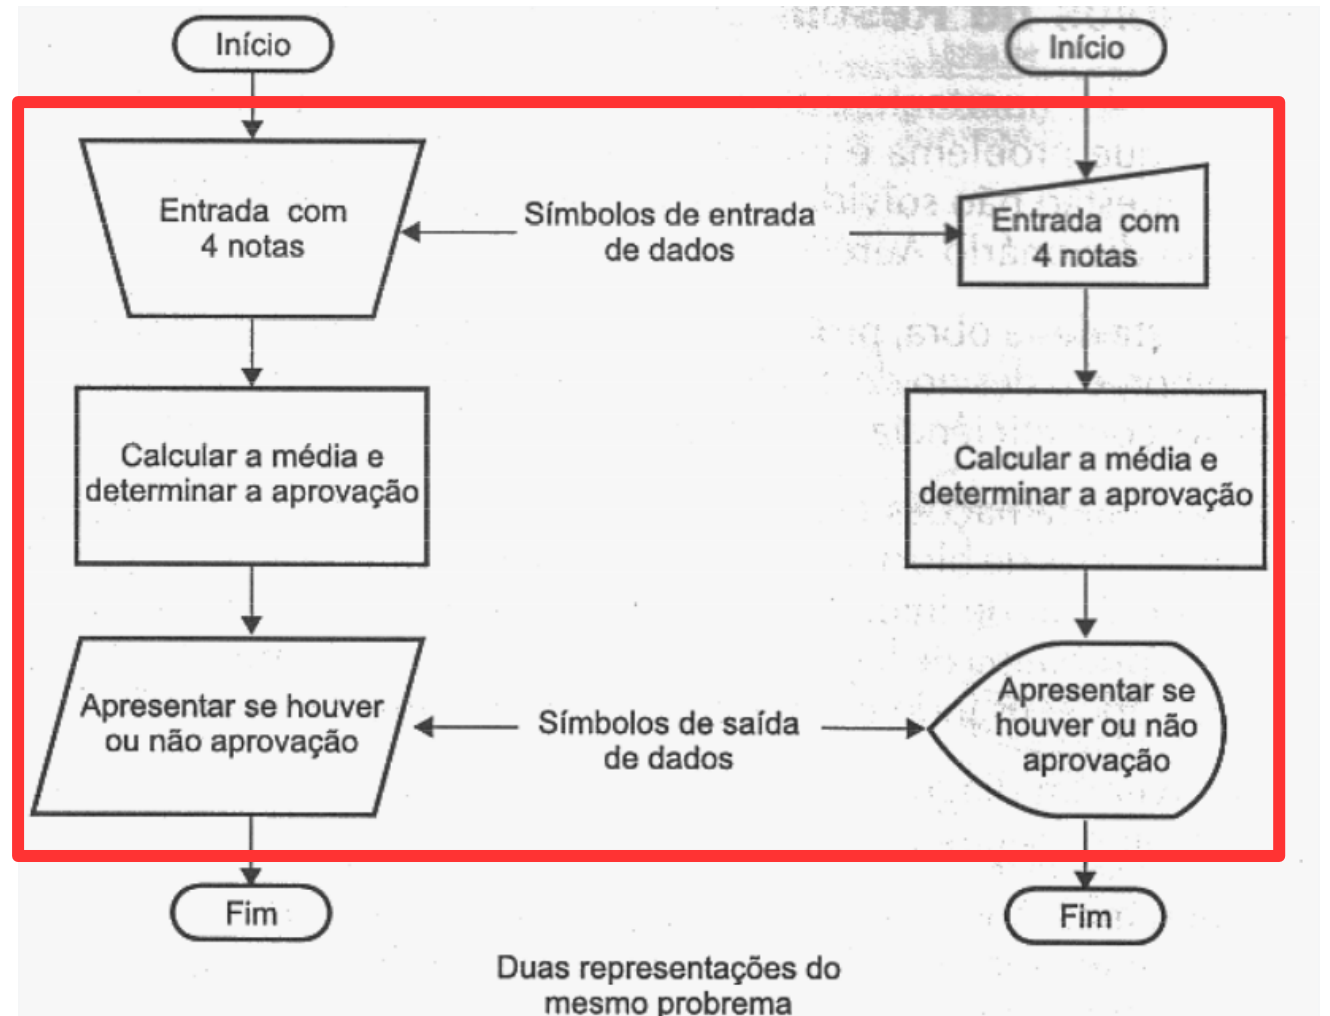 Início
Entrada com
4 notas
Calcular a média e
determinar a aprovação
Apresentar se houver
ou não aprovação
Fim
Símbolos de entrada
de dados
Símbolos de saída
de dados
Início
Entrada com
4 notas
Calcular a média e
determinar a aprovação
Apresentar se
houver ou não
aprovação
Fim
Duas representações do
mesmo probrema